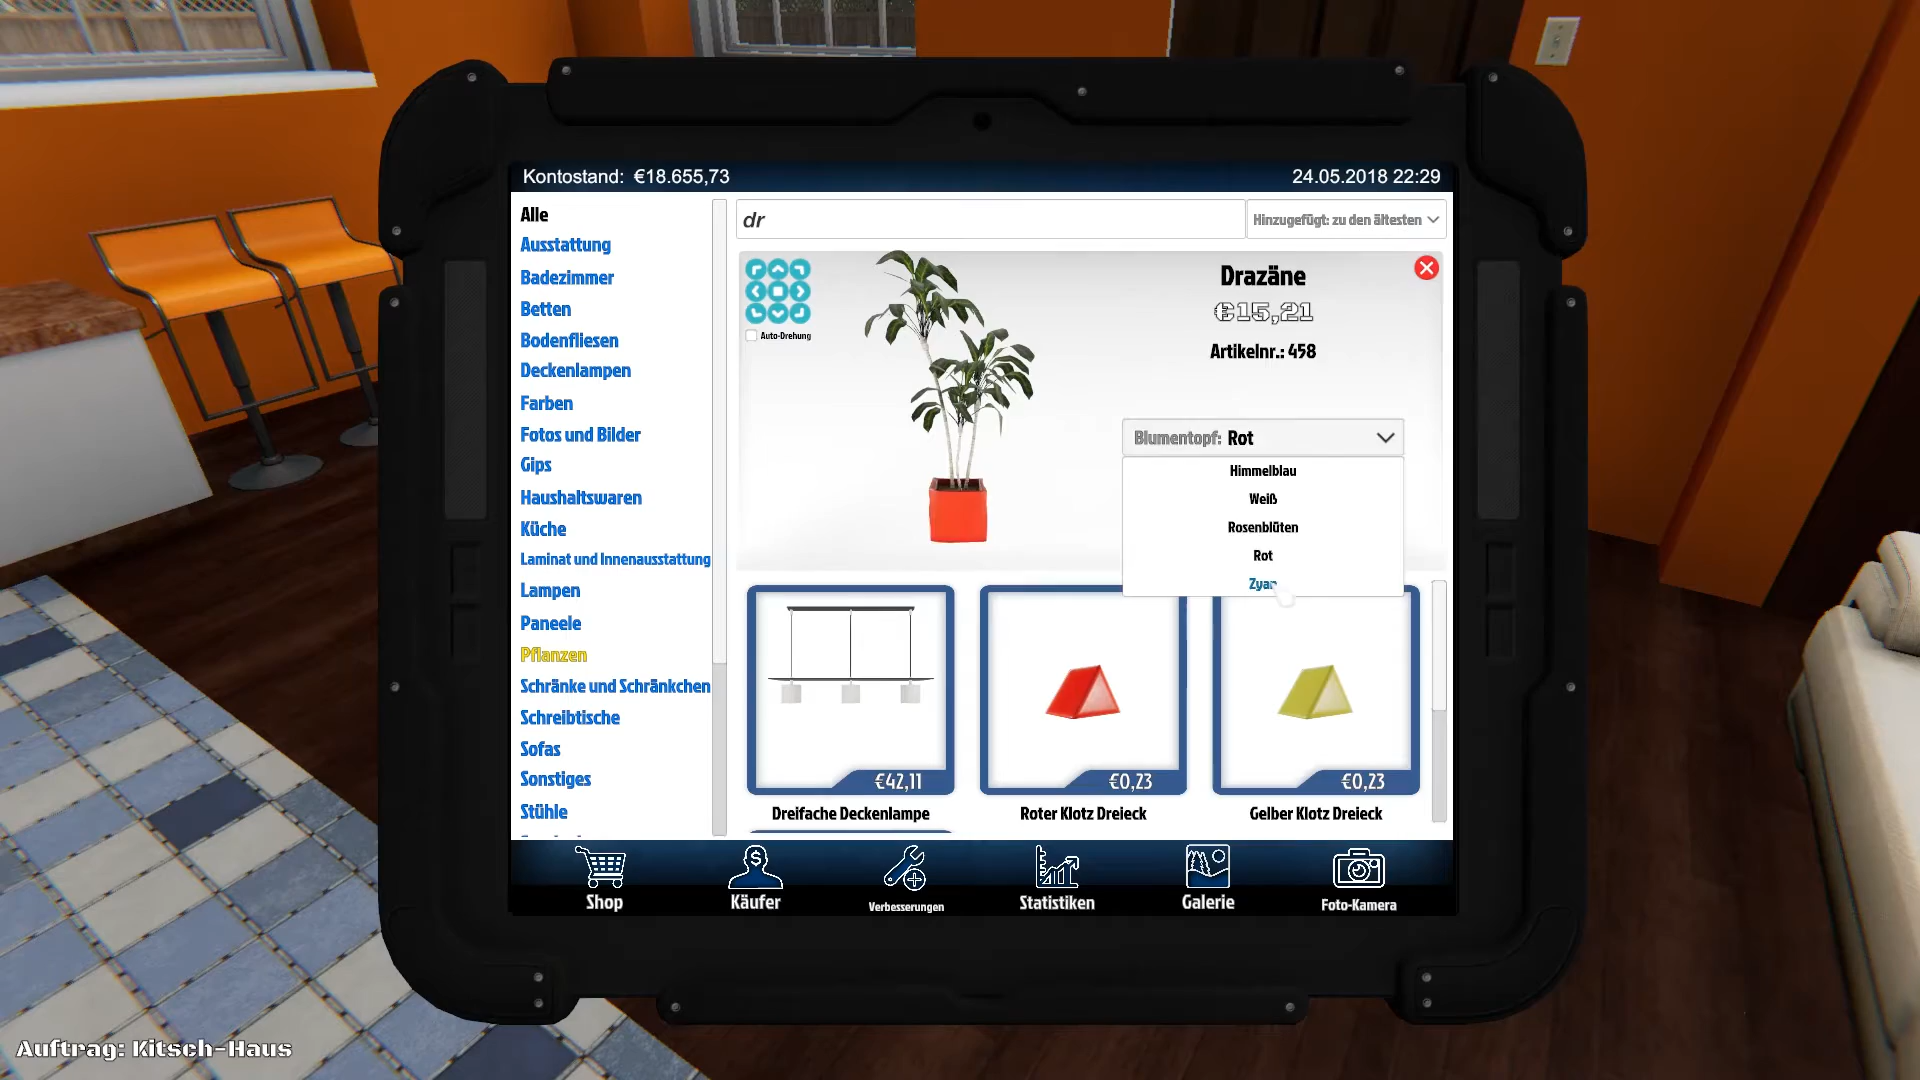 Kontostand: €18.655,73
24.05.2018 22:29
Alle
Ausstattung
Badezimmer
Betten
Bodenfliesen
Deckenlampen
Farben
Fotos und Bilder
Gips
Haushaltswaren
Küche
Laminat und Innenausstattung
Lampen
Paneele
Pflanzen
Schränke und Schränkchen
Schreibtische
Sofas
Sonstiges
Stühle
dr
Hinzugefügt: zu den ältesten
Auto-Drehung
Drazäne
€15,21
Artikelnr.: 458
Blumentopf: Rot
Himmelblau
Weiß
Rosenblüten
Rot
Zyan
€42,11
€0,23
€0,23
Dreifache Deckenlampe
Roter Klotz Dreieck
Gelber Klotz Dreieck
Shop
Käufer
Verbesserungen
Statistiken
Galerie
Foto-Kamera
Auftrag: Kitsch-Haus